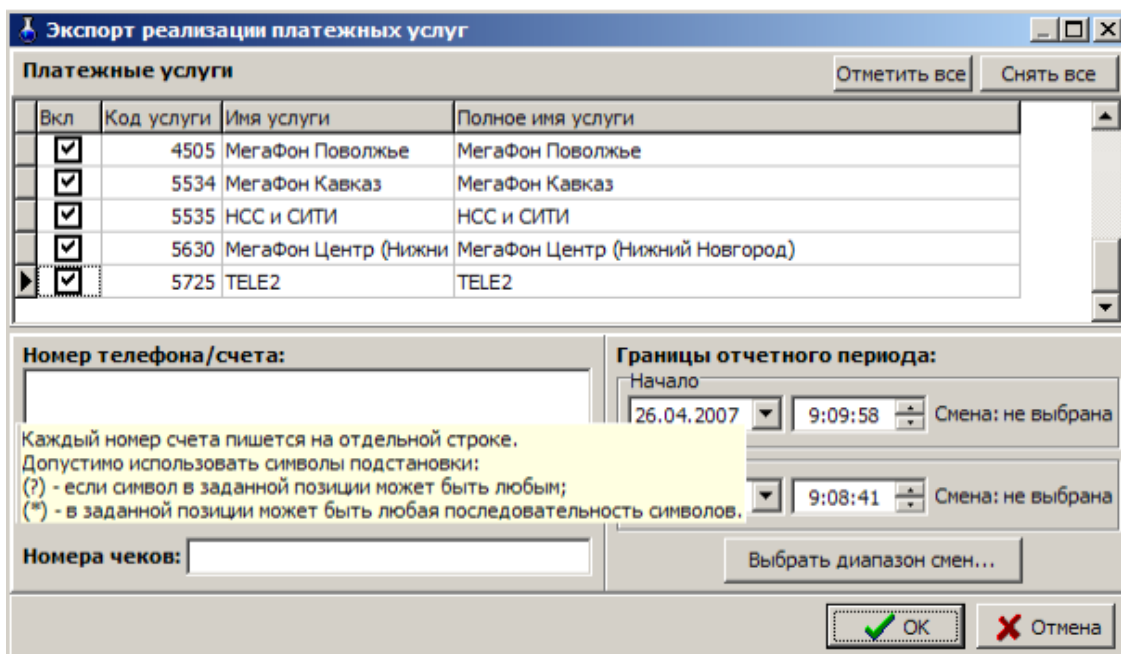 Экспорт реализации платежных услуг
Платежные услуги Отметить все Снять все
Вкл Код услуги Имя услуги Полное имя услуги
4505 МегаФон Поволжье МегаФон Поволжье
5534 МегаФон Кавказ МегаФон Кавказ
5535 НСС и СИТИ НСС и СИТИ
5630 МегаФон Центр (Нижни МегаФон Центр (Нижний Новгород)
5725 TELE2 TELE2
Номер телефона/счета:
Каждый номер счета пишется на отдельной строке.
Допустимо использовать символы подстановки:
(?) - если символ в заданной позиции может быть любым;
(*) - в заданной позиции может быть любая последовательность символов.
Номера чеков:
Границы отчетного периода:
Начало
26.04.2007 9:09:58 Смена: не выбрана
9:08:41 Смена: не выбрана
Выбрать диапазон смен...
OK Отмена